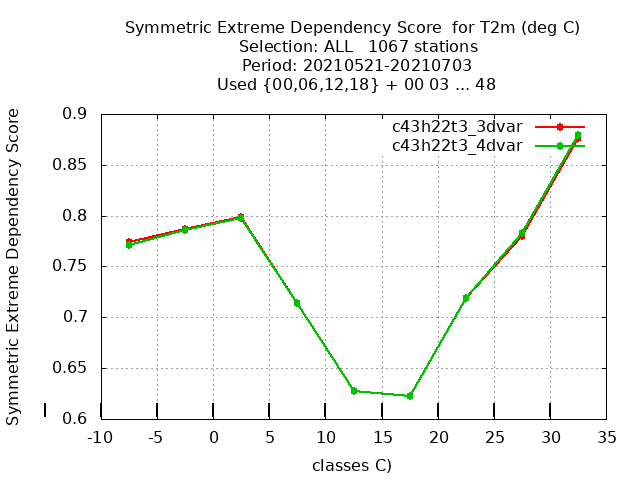 Symmetric Extreme Dependency Score  for T2m (deg C)
Selection: ALL   1067 stations
Period: 20210521-20210703
Used {00,06,12,18} + 00 03 ... 48
c43h22t3_3dvar
c43h22t3_4dvar
Symmetric Extreme Dependency Score
0.9
0.85
0.8
0.75
0.7
0.65
0.6
-10 -5 0 5 10 15 20 25 30 35
classes C)